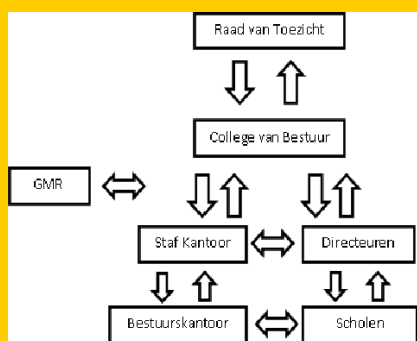 Raad van Toezicht
College van Bestuur
GMR
Staf Kantoor
Directeuren
Bestuurskantoor
Scholen